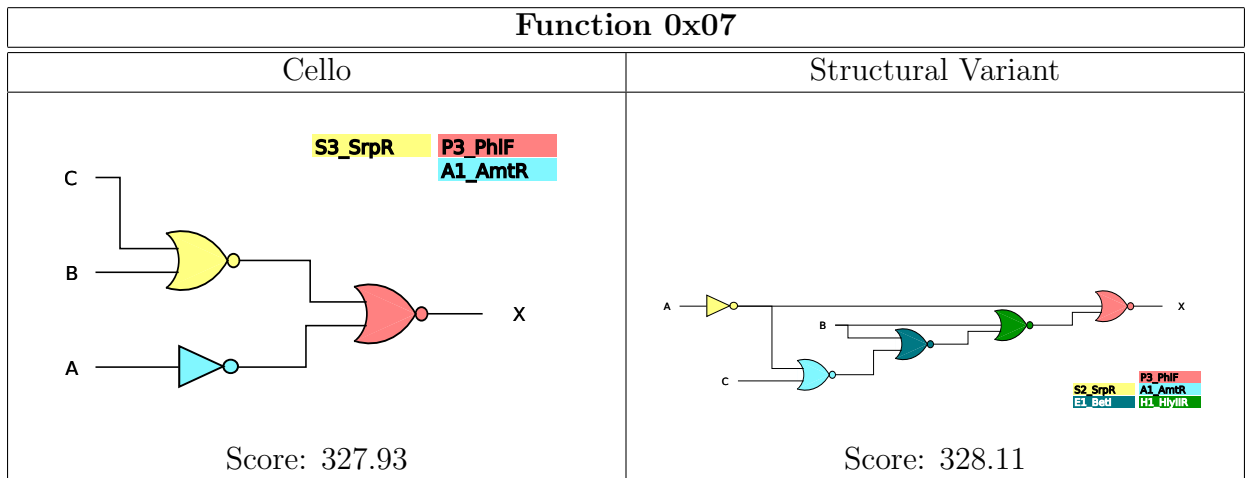 Function 0x07
Cello
Structural Variant
S3_SrpR P3_PhlF
A1_AmtR
C
B
A
X
Score: 327.93
A
B
C
X
P3_PhlF
S2_SrpR A1_AmtR
E1_BetI H1_HlyIIR
Score: 328.11